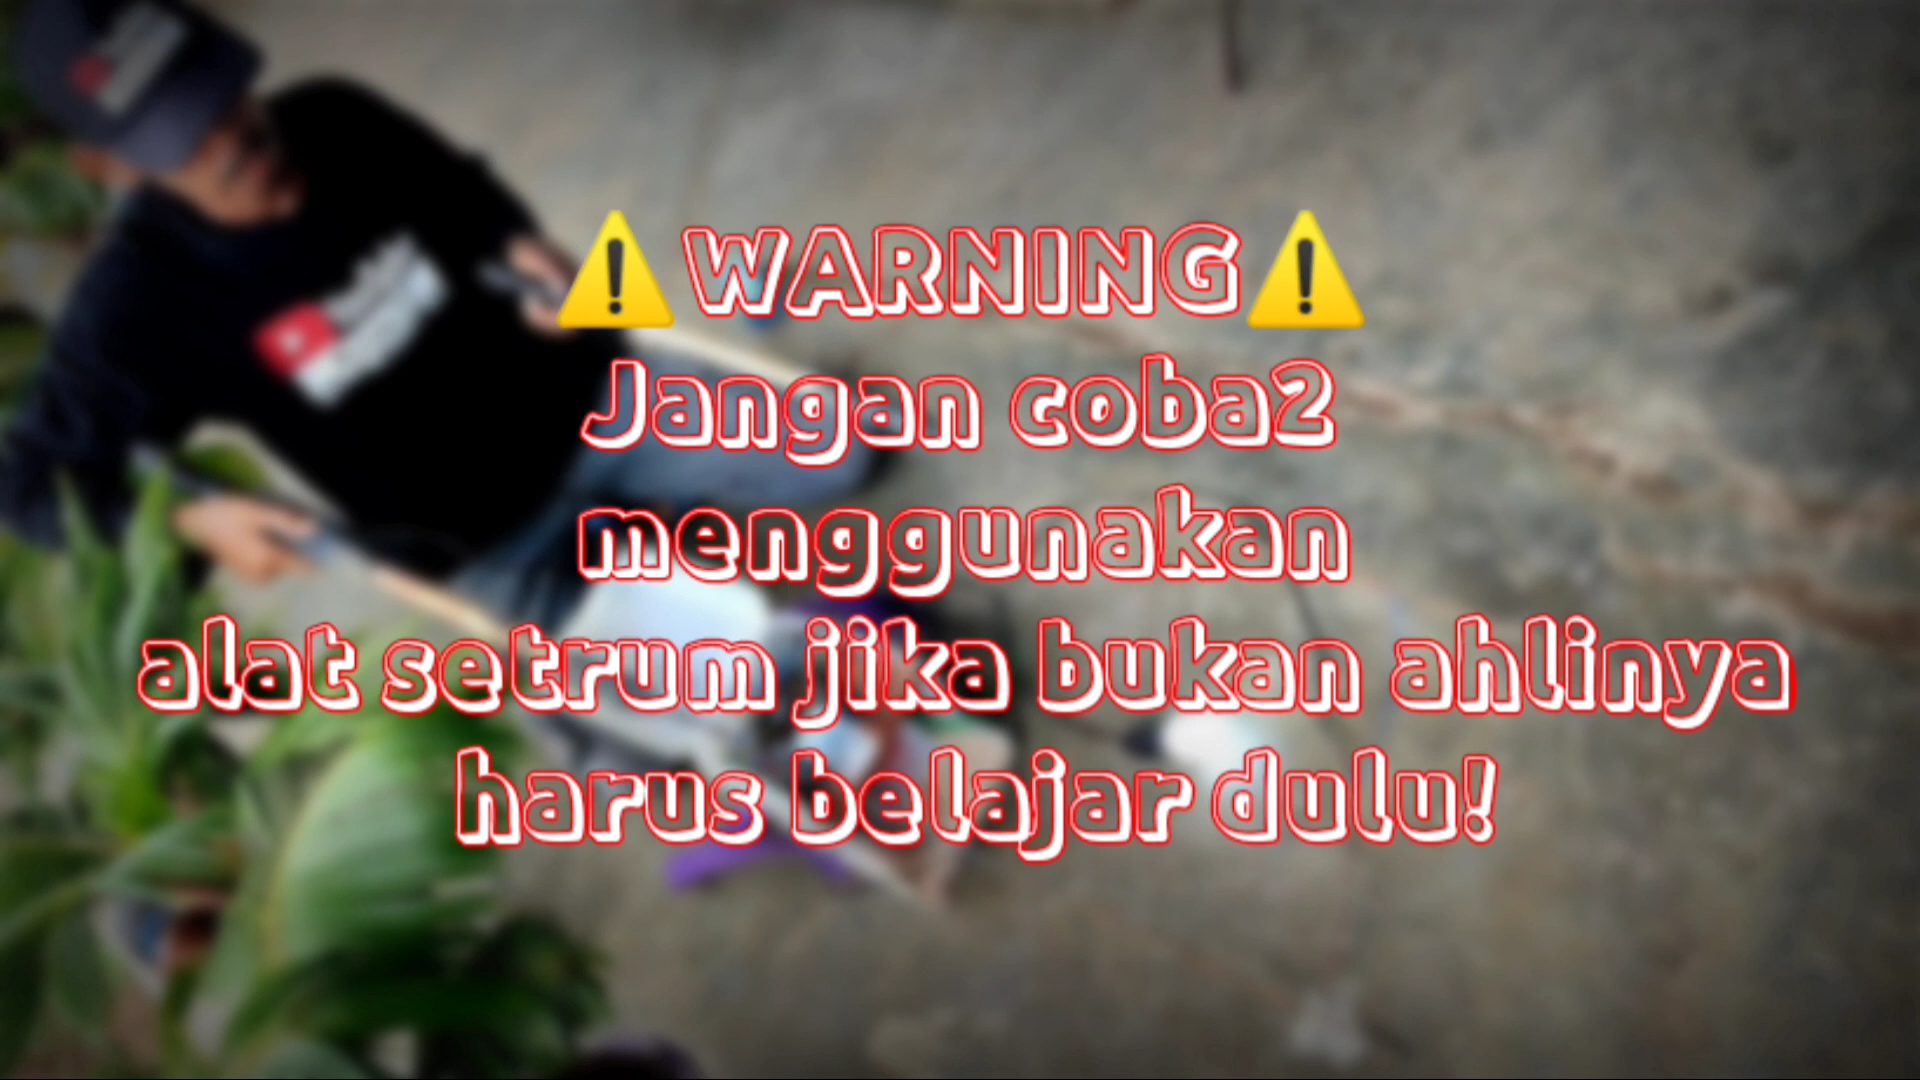 ⚠️WARNING⚠️
Jangan coba2
menggunakan
alat setrum jika bukan ahlinya
harus belajar dulu!